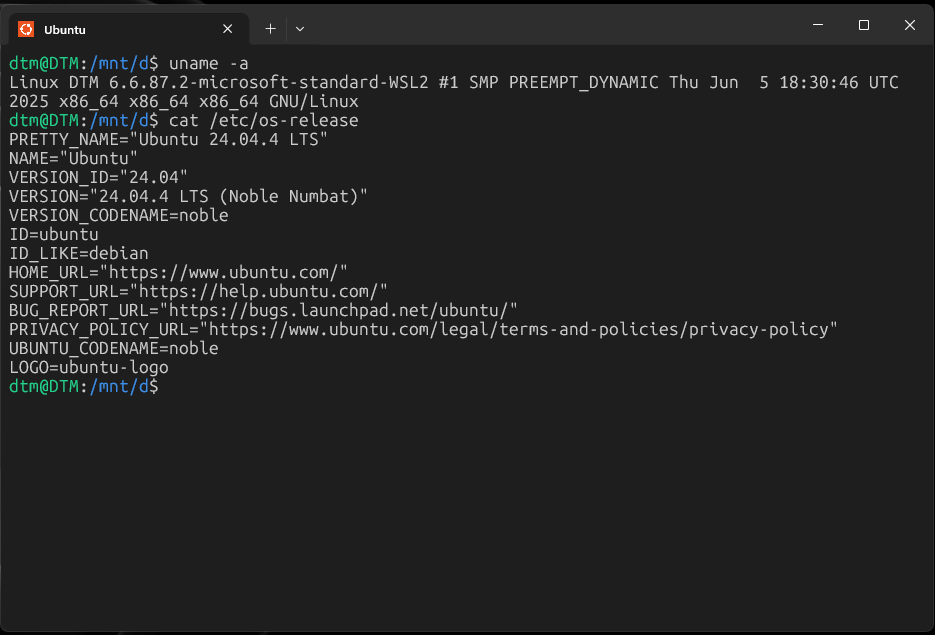 Ubuntu
dtm@DTM:/mnt/d$ uname -a
Linux DTM 6.6.87.2-microsoft-standard-WSL2 #1 SMP PREEMPT_DYNAMIC Thu Jun  5 18:30:46 UTC
2025 x86_64 x86_64 x86_64 GNU/Linux
dtm@DTM:/mnt/d$ cat /etc/os-release
PRETTY_NAME="Ubuntu 24.04.4 LTS"
NAME="Ubuntu"
VERSION_ID="24.04"
VERSION="24.04.4 LTS (Noble Numbat)"
VERSION_CODENAME=noble
ID=ubuntu
ID_LIKE=debian
HOME_URL="https://www.ubuntu.com/"
SUPPORT_URL="https://help.ubuntu.com/"
BUG_REPORT_URL="https://bugs.launchpad.net/ubuntu/"
PRIVACY_POLICY_URL="https://www.ubuntu.com/legal/terms-and-policies/privacy-policy"
UBUNTU_CODENAME=noble
LOGO=ubuntu-logo
dtm@DTM:/mnt/d$